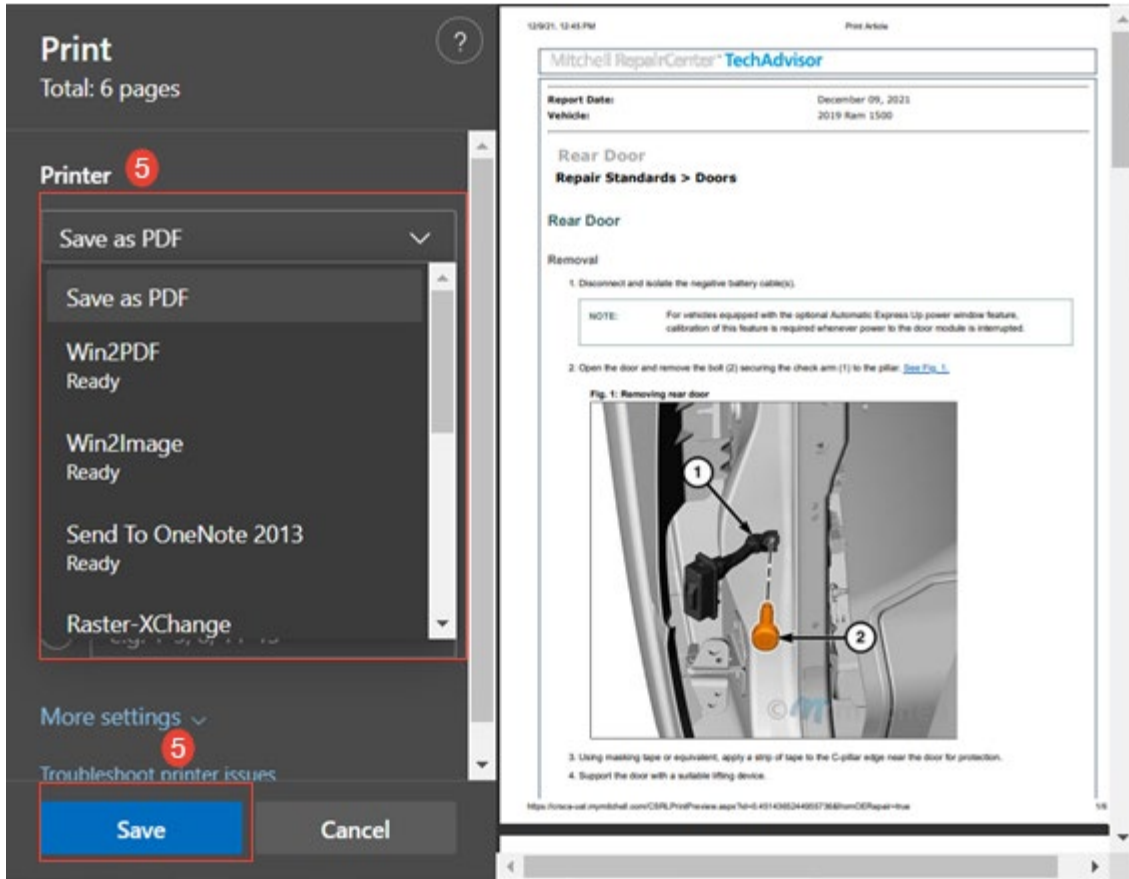 Print
?
Total: 6 pages
Printer 5
Save as PDF
Save as PDF
Win2PDF
Ready
Win2Image
Ready
Send To OneNote 2013
Ready
Raster-XChange
More settings
5
Troubleshoot printer issues
Save Cancel
12/9/21, 12:45 PM Print Article
Mitchell RepairCenter™ TechAdvisor
Report Date: December 09, 2021
Vehicle: 2019 Ram 1500
Rear Door
Repair Standards > Doors
Rear Door
Removal
1. Disconnect and isolate the negative battery cable(s).
NOTE: For vehicles equipped with the optional Automatic Express Up power window feature,
calibration of this feature is required whenever power to the door module is interrupted.
2. Open the door and remove the bolt (2) securing the check arm (1) to the pillar. See Fig. 1.
Fig. 1: Removing rear door
1
2
©
3. Using masking tape or equivalent, apply a strip of tape to the C-pillar edge near the door for protection.
4. Support the door with a suitable lifting device.
1/6